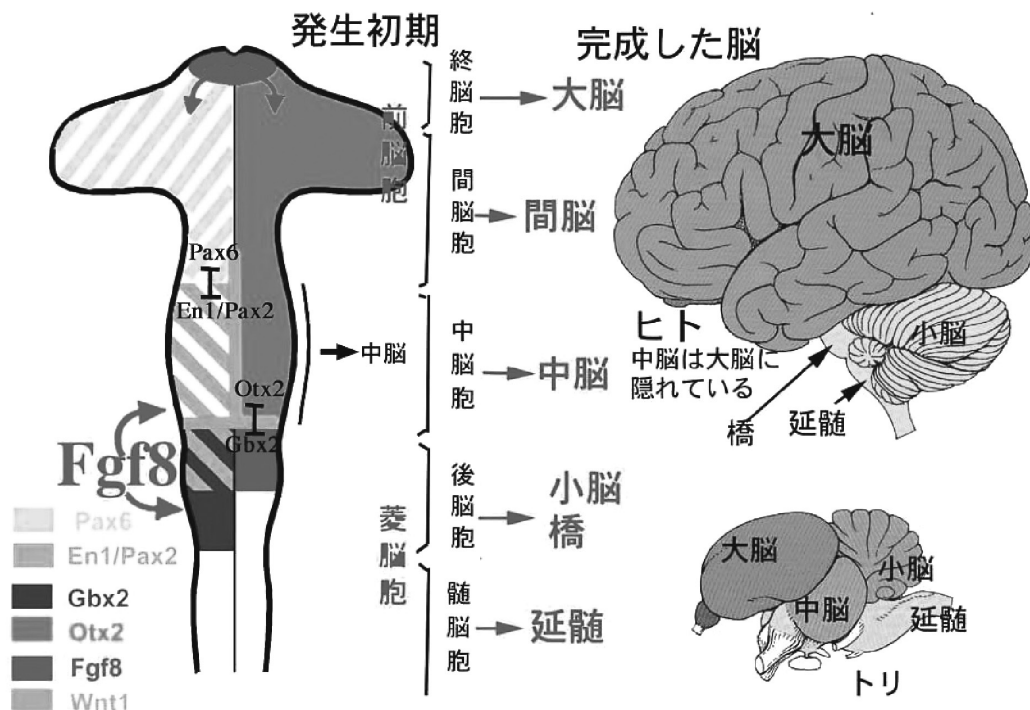 発生初期
完成した脳
前脳胞
終脳胞
大脳
間脳胞
間脳
Pax6
En1/Pax2
中脳
中脳胞
中脳
Otx2
Gbx2
Fgf8
菱脳胞
後脳胞
小脳
橋
髄脳胞
延髄
Pax6
En1/Pax2
Gbx2
Otx2
Fgf8
Wnt1
大脳
小脳
ヒト
中脳は大脳に
隠れている
橋
延髄
大脳
小脳
中脳
延髄
トリ